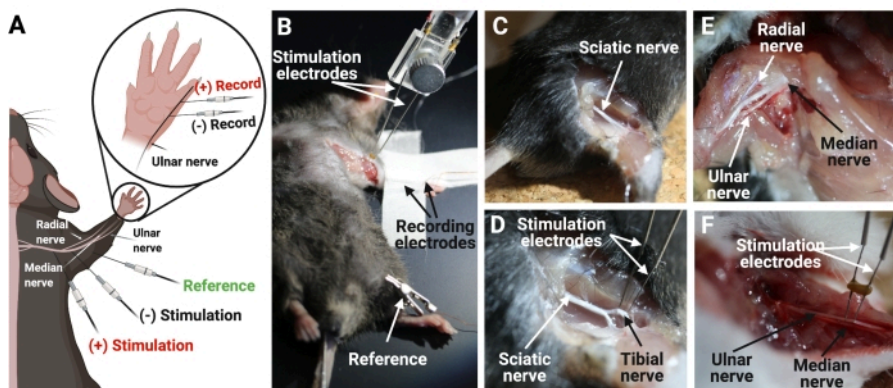 A
(+) Record
(-) Record
Ulnar nerve
Radial
nerve
Ulnar
nerve
Median
nerve
Reference
(-) Stimulation
(+) Stimulation
B
Stimulation
electrodes
Recording
electrodes
Reference
C
Sciatic nerve
D
Stimulation
electrodes
Sciatic
nerve
Tibial
nerve
E
Radial
nerve
Median
nerve
Ulnar
nerve
F
Stimulation
electrodes
Ulnar
nerve
Median
nerve